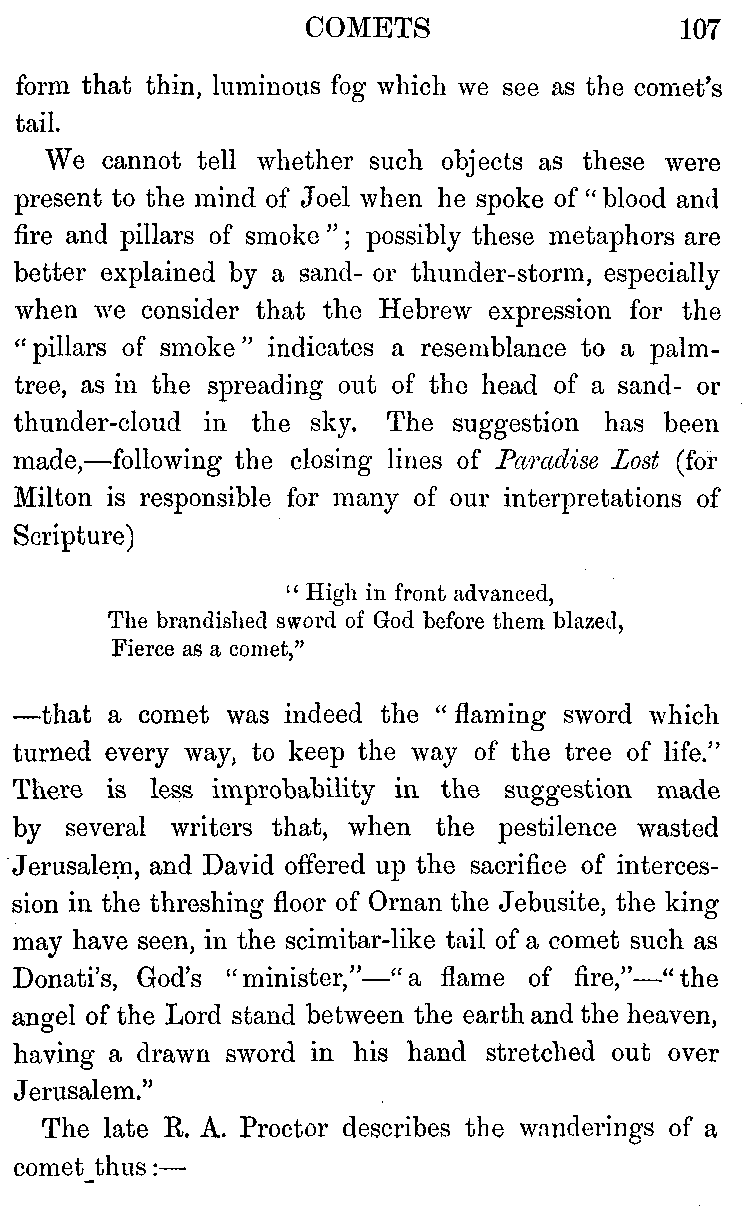 COMETS 107
form that thin, luminous fog which we see as the comet's
tail.
We cannot tell whether such objects as these were
present to the mind of Joel when he spoke of "blood and
fire and pillars of smoke"; possibly these metaphors are
better explained by a sand- or thunder-storm, especially
when we consider that the Hebrew expression for the
"pillars of smoke" indicates a resemblance to a palm-
tree, as in the spreading out of the head of a sand- or
thunder-cloud in the sky. The suggestion has been
made,—following the closing lines of Paradise Lost (for
Milton is responsible for many of our interpretations of
Scripture)
"High in front advanced,
The brandished sword of God before them blazed,
Fierce as a comet,"
—that a comet was indeed the "flaming sword which
turned every way, to keep the way of the tree of life."
There is less improbability in the suggestion made
by several writers that, when the pestilence wasted
Jerusalem, and David offered up the sacrifice of interces-
sion in the threshing floor of Ornan the Jebusite, the king
may have seen, in the scimitar-like tail of a comet such as
Donati's, God's "minister,"—"a flame of fire,"—"the
angel of the Lord stand between the earth and the heaven,
having a drawn sword in his hand stretched out over
Jerusalem."
The late R. A. Proctor describes the wanderings of a
comet thus:—